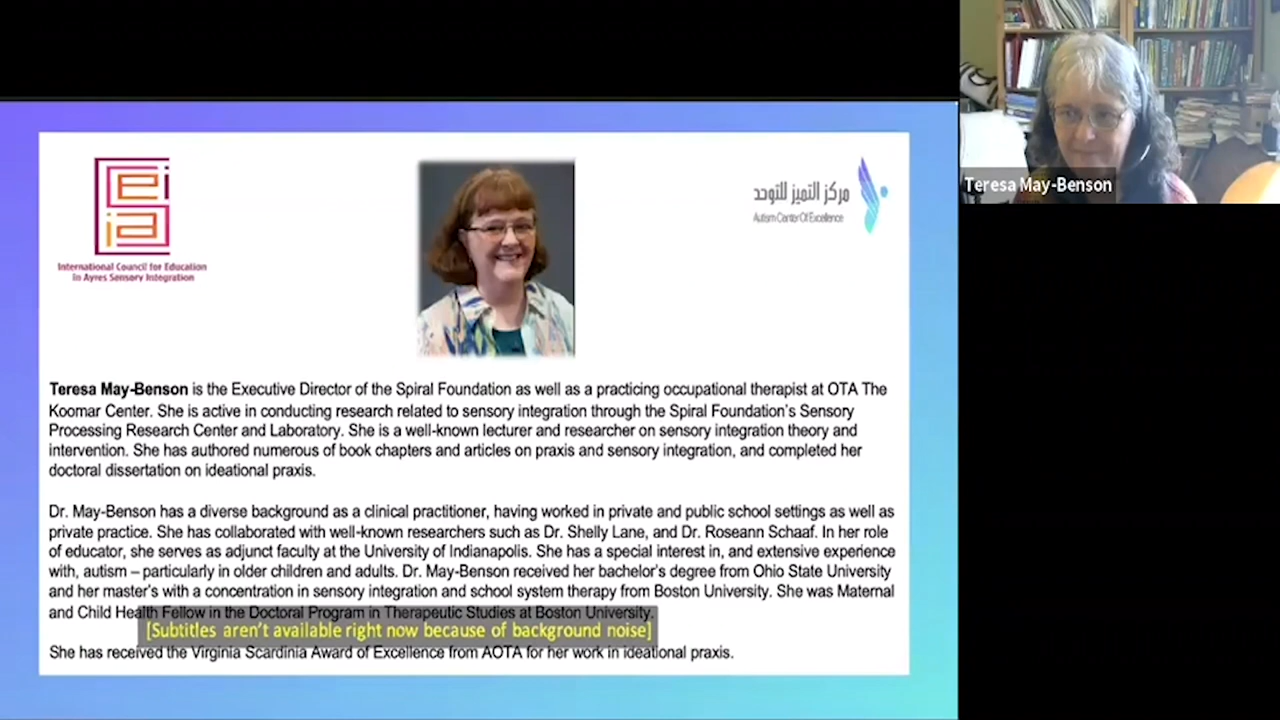 ei
ia
International Council for Education
in Ayres Sensory Integration
مركز التميز للتوحد
Autism Center Of Excellence
Teresa May-Benson
Teresa May-Benson is the Executive Director of the Spiral Foundation as well as a practicing occupational therapist at OTA The
Koomar Center. She is active in conducting research related to sensory integration through the Spiral Foundation's Sensory
Processing Research Center and Laboratory. She is a well-known lecturer and researcher on sensory integration theory and
intervention. She has authored numerous of book chapters and articles on praxis and sensory integration, and completed her
doctoral dissertation on ideational praxis.
Dr. May-Benson has a diverse background as a clinical practitioner, having worked in private and public school settings as well as
private practice. She has collaborated with well-known researchers such as Dr. Shelly Lane, and Dr. Roseann Schaaf. In her role
of educator, she serves as adjunct faculty at the University of Indianapolis. She has a special interest in, and extensive experience
with, autism – particularly in older children and adults. Dr. May-Benson received her bachelor's degree from Ohio State University
and her master's with a concentration in sensory integration and school system therapy from Boston University. She was Maternal
and Child Health Fellow in the Doctoral Program in Therapeutic Studies at Boston University.
[Subtitles aren't available right now because of background noise]
She has received the Virginia Scardinia Award of Excellence from AOTA for her work in ideational praxis.